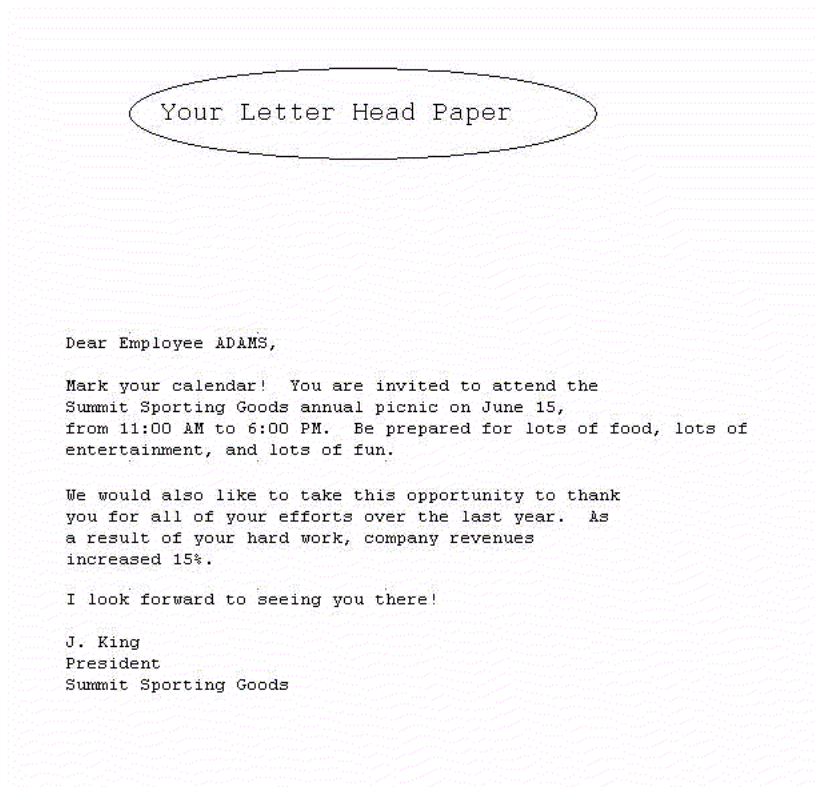 Your Letter Head Paper
Dear Employee ADAMS,
Mark your calendar!  You are invited to attend the
Summit Sporting Goods annual picnic on June 15,
from 11:00 AM to 6:00 PM.  Be prepared for lots of food, lots of
entertainment, and lots of fun.
We would also like to take this opportunity to thank
you for all of your efforts over the last year.  As
a result of your hard work, company revenues
increased 15%.
I look forward to seeing you there!
J. King
President
Summit Sporting Goods